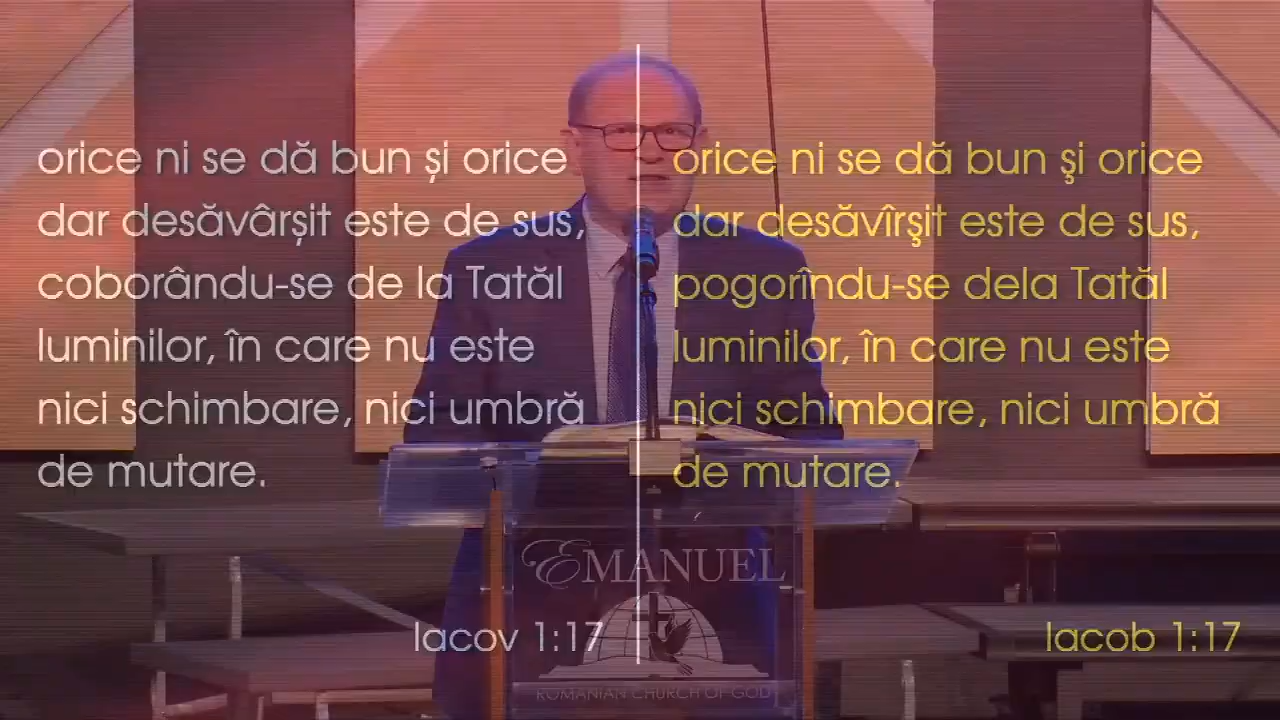 orice ni se dă bun și orice
dar desăvârșit este de sus,
coborându-se de la Tatăl
luminilor, în care nu este
nici schimbare, nici umbră
de mutare.
Iacov 1:17
orice ni se dă bun şi orice
dar desăvîrşit este de sus,
pogorîndu-se dela Tatăl
luminilor, în care nu este
nici schimbare, nici umbră
de mutare.
Iacob 1:17
EMANUEL
ROMANIAN CHURCH OF GOD